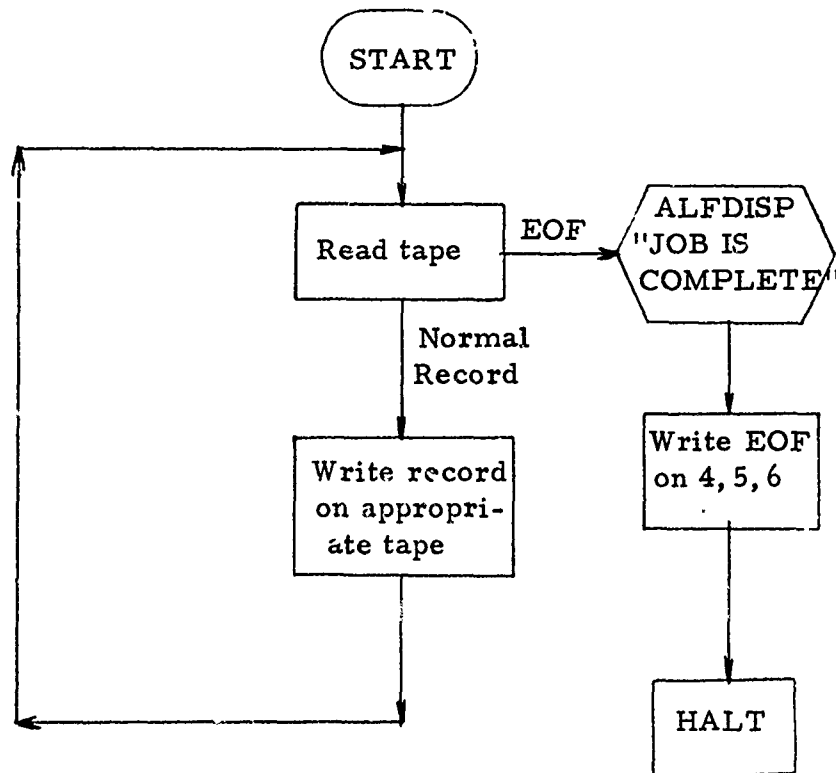 START
Read tape
EOF
ALFDISP
"JOB IS
COMPLETE"
Normal
Record
Write record
on appropri-
ate tape
Write EOF
on 4, 5, 6
HALT